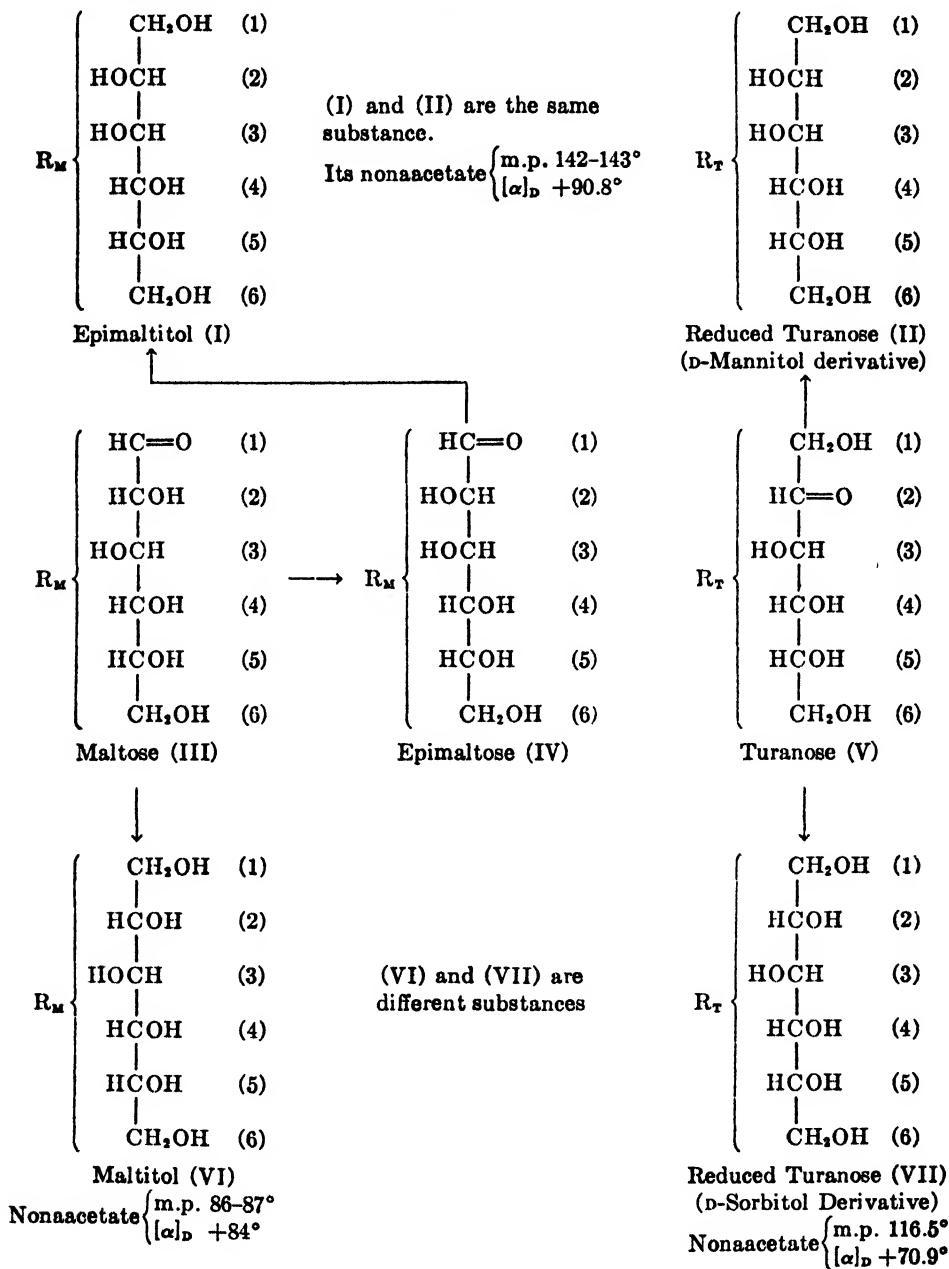 CH₂OH (1)
HOCH (2)
HOCH (3)
R_M
HCOH (4)
HCOH (5)
CH₂OH (6)
Epimaltitol (I)
(I) and (II) are the same
substance.
Its nonaacetate { m.p. 142–143°
[α]_D +90.8°
CH₂OH (1)
HOCH (2)
HOCH (3)
R_T
HCOH (4)
HCOH (5)
CH₂OH (6)
Reduced Turanose (II)
(D-Mannitol derivative)
HC=O (1)
HCOH (2)
HOCH (3)
R_M
HCOH (4)
HCOH (5)
CH₂OH (6)
Maltose (III)
HC=O (1)
HOCH (2)
HOCH (3)
R_M
HCOH (4)
HCOH (5)
CH₂OH (6)
Epimaltose (IV)
CH₂OH (1)
HC=O (2)
HOCH (3)
R_T
HCOH (4)
HCOH (5)
CH₂OH (6)
Turanose (V)
CH₂OH (1)
HCOH (2)
HOCH (3)
R_M
HCOH (4)
HCOH (5)
CH₂OH (6)
Maltitol (VI)
Nonaacetate { m.p. 86–87°
[α]_D +84°
(VI) and (VII) are
different substances
CH₂OH (1)
HCOH (2)
HOCH (3)
R_T
HCOH (4)
HCOH (5)
CH₂OH (6)
Reduced Turanose (VII)
(D-Sorbitol Derivative)
Nonaacetate { m.p. 116.5°
[α]_D +70.9°